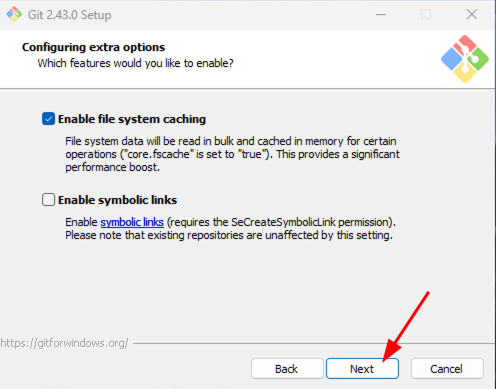 Git 2.43.0 Setup
Configuring extra options
Which features would you like to enable?
Enable file system caching
File system data will be read in bulk and cached in memory for certain
operations ("core.fscache" is set to "true"). This provides a significant
performance boost.
Enable symbolic links
Enable symbolic links (requires the SeCreateSymbolicLink permission).
Please note that existing repositories are unaffected by this setting.
https://gitforwindows.org/
Back Next Cancel